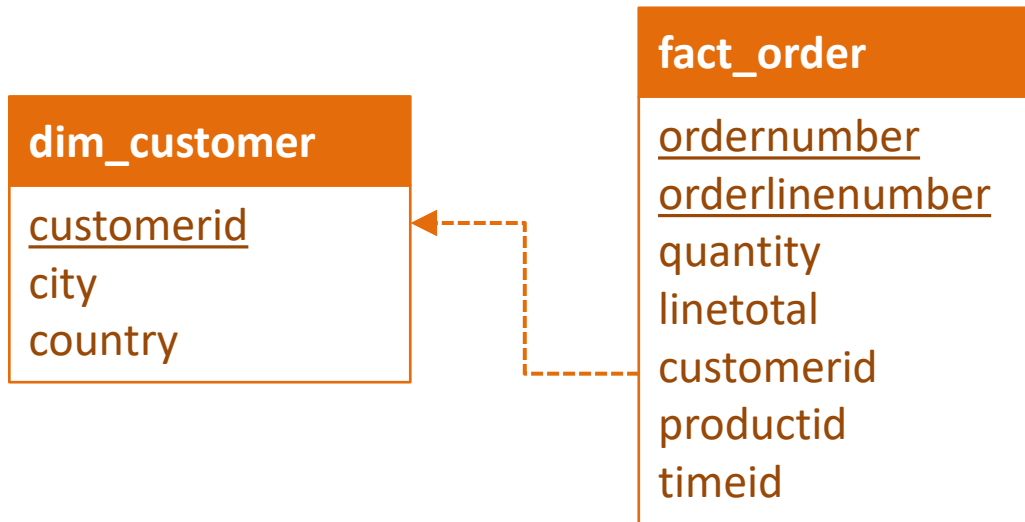 dim_customer
customerid
city
country
fact_order
ordernumber
orderlinenumber
quantity
linetotal
customerid
productid
timeid